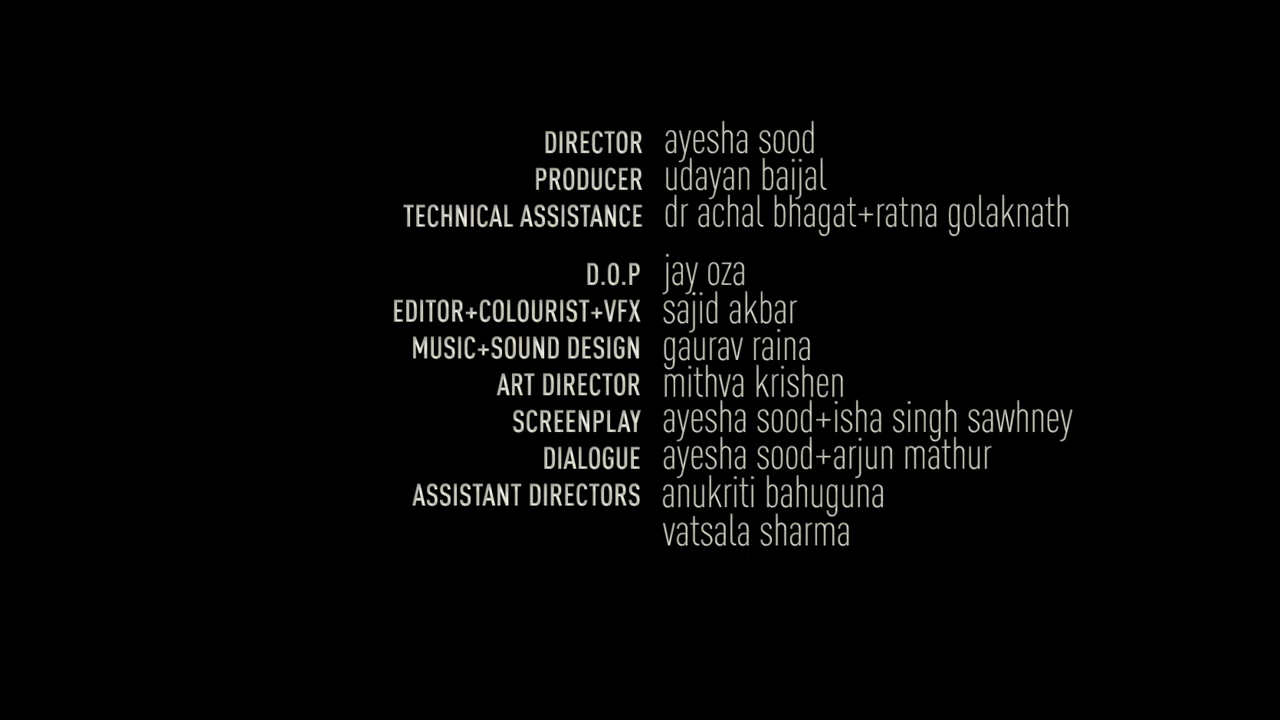 DIRECTOR ayesha sood
PRODUCER udayan baijal
TECHNICAL ASSISTANCE dr achal bhagat+ratna golaknath
D.O.P jay oza
EDITOR+COLOURIST+VFX sajid akbar
MUSIC+SOUND DESIGN gaurav raina
ART DIRECTOR mithva krishen
SCREENPLAY ayesha sood+isha singh sawhney
DIALOGUE ayesha sood+arjun mathur
ASSISTANT DIRECTORS anukriti bahuguna
vatsala sharma